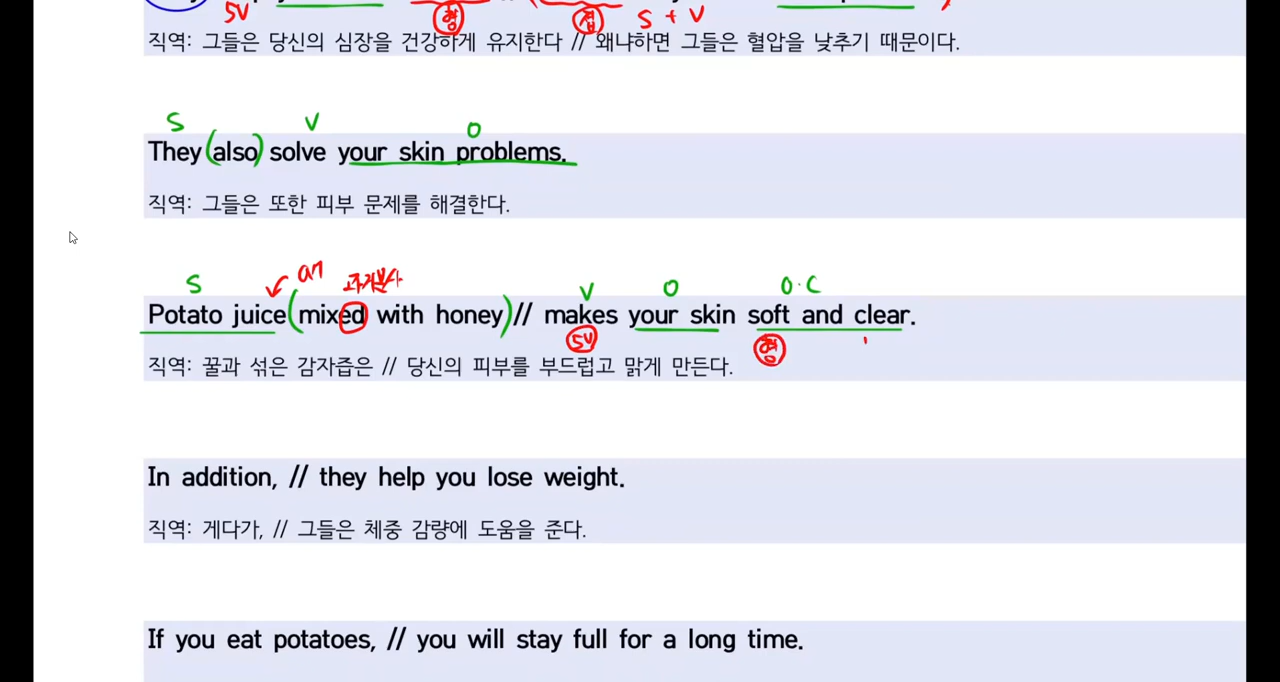 5V 형 접 S + V
직역: 그들은 당신의 심장을 건강하게 유지한다 // 왜냐하면 그들은 혈압을 낮추기 때문이다.
S V O
They (also) solve your skin problems.
직역: 그들은 또한 피부 문제를 해결한다.
S 과거분사 V O O·C
Potato juice (mixed with honey) // makes your skin soft and clear.
5V 형
직역: 꿀과 섞은 감자즙은 // 당신의 피부를 부드럽고 맑게 만든다.
In addition, // they help you lose weight.
직역: 게다가, // 그들은 체중 감량에 도움을 준다.
If you eat potatoes, // you will stay full for a long time.